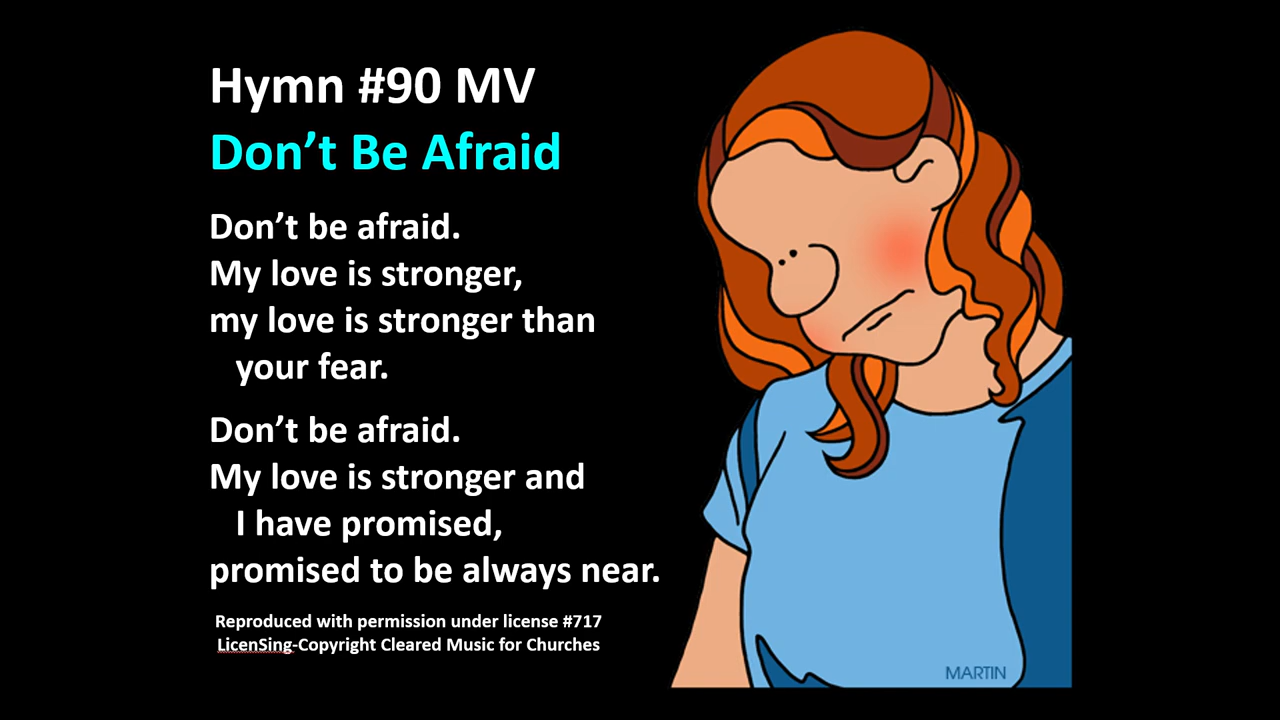 Hymn #90 MV
Don’t Be Afraid
Don’t be afraid.
My love is stronger,
my love is stronger than
your fear.
Don’t be afraid.
My love is stronger and
I have promised,
promised to be always near.
Reproduced with permission under license #717
LicenSing-Copyright Cleared Music for Churches
MARTIN